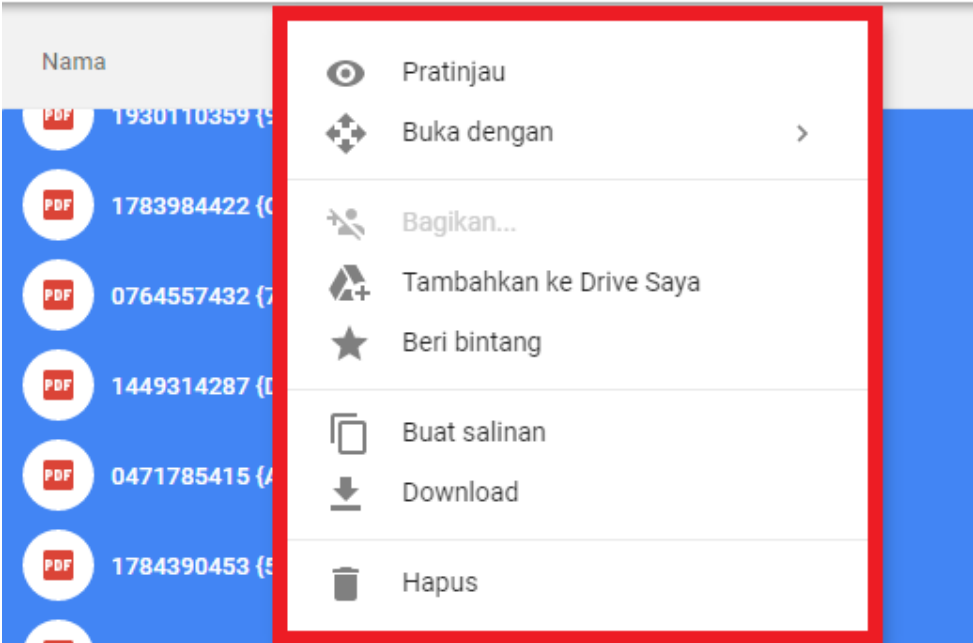 Nama
PDF 1930110359 {9
PDF 1783984422 {
PDF 0764557432 {7
PDF 1449314287 {
PDF 0471785415 {
PDF 1784390453 {5
Pratinjau
Buka dengan
Bagikan...
Tambahkan ke Drive Saya
Beri bintang
Buat salinan
Download
Hapus